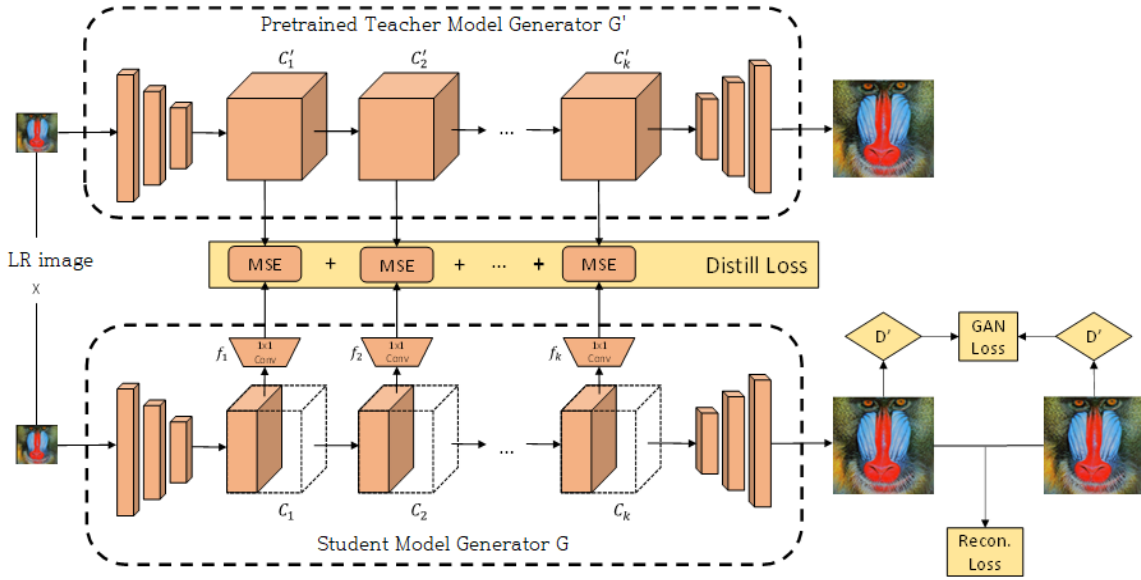 Pretrained Teacher Model Generator G'
C'₁
C'₂
C'ₖ
...
LR image
x
MSE
+
MSE
+
...
+
MSE
Distill Loss
f₁
1x1
Conv
f₂
1x1
Conv
fₖ
1x1
Conv
...
C₁
C₂
Cₖ
Student Model Generator G
D'
GAN
Loss
D'
Recon.
Loss